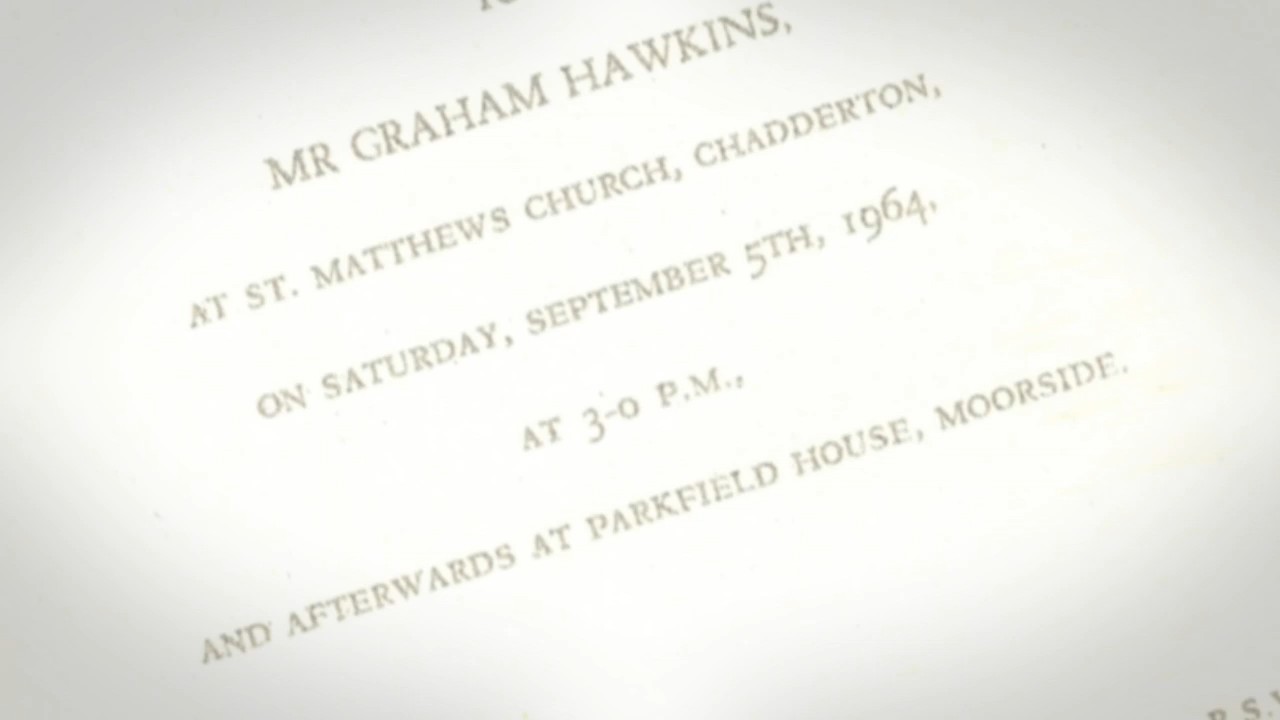 MR GRAHAM HAWKINS,
AT ST. MATTHEWS CHURCH, CHADDERTON,
ON SATURDAY, SEPTEMBER 5TH, 1964,
AT 3-0 P.M.,
AND AFTERWARDS AT PARKFIELD HOUSE, MOORSIDE.